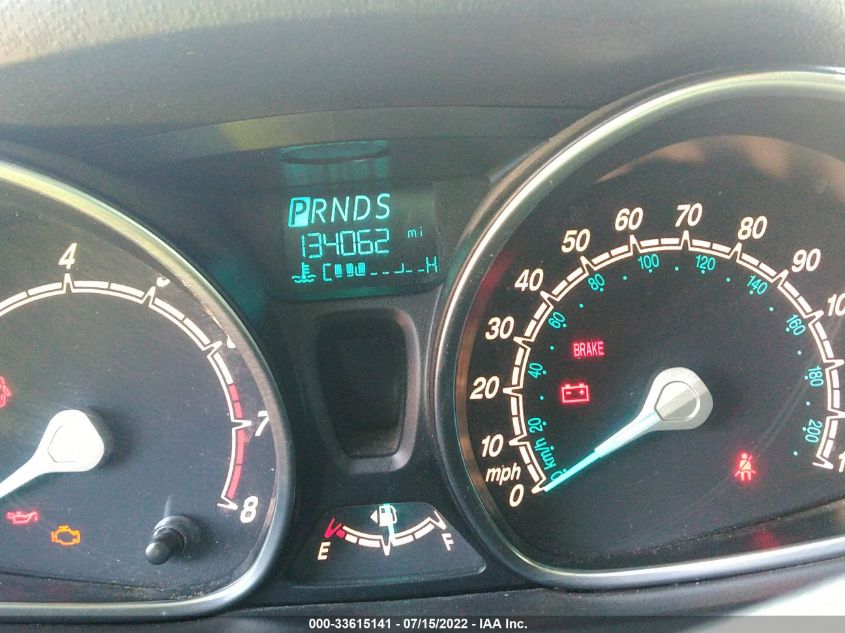 PRNDS
134062 mi
C H
4
7
8
E F
0 10 20 30 40 50 60 70 80 90
mph
km/h 20 40 60 80 100 120 140 160 180 200
BRAKE
000-33615141 - 07/15/2022 - IAA Inc.